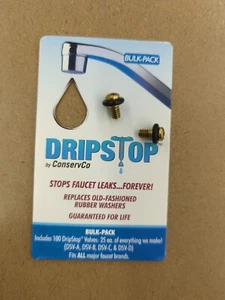 BULK-PACK
DRIPSTOP
by ConservCo
STOPS FAUCET LEAKS...FOREVER!
REPLACES OLD-FASHIONED
RUBBER WASHERS
GUARANTEED FOR LIFE
BULK-PACK
Includes 100 DripStop® Valves: 25 ea. of everything we make!
(DSV-A, DSV-B, DSV-C, & DSV-D)
Fits ALL major faucet brands.